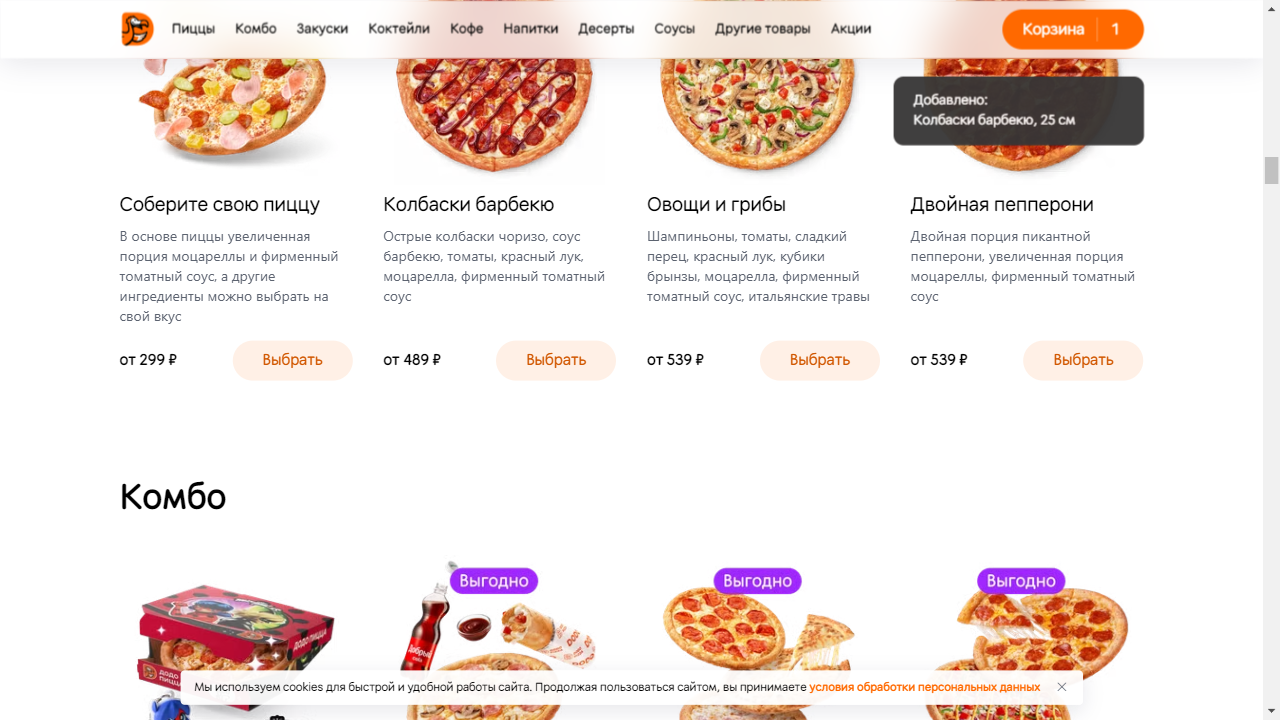 Пиццы Комбо Закуски Коктейли Кофе Напитки Десерты Соусы Другие товары Акции Корзина 1
Добавлено:
Колбаски барбекю, 25 см
Соберите свою пиццу
В основе пиццы увеличенная
порция моцареллы и фирменный
томатный соус, а другие
ингредиенты можно выбрать на
свой вкус
от 299 ₽ Выбрать
Колбаски барбекю
Острые колбаски чоризо, соус
барбекю, томаты, красный лук,
моцарелла, фирменный томатный
соус
от 489 ₽ Выбрать
Овощи и грибы
Шампиньоны, томаты, сладкий
перец, красный лук, кубики
брынзы, моцарелла, фирменный
томатный соус, итальянские травы
от 539 ₽ Выбрать
Двойная пепперони
Двойная порция пикантной
пепперони, увеличенная порция
моцареллы, фирменный томатный
соус
от 539 ₽ Выбрать
Комбо
Выгодно
Выгодно
Выгодно
додо пицца
додо
пицца
Добрый
Мы используем cookies для быстрой и удобной работы сайта. Продолжая пользоваться сайтом, вы принимаете условия обработки персональных данных